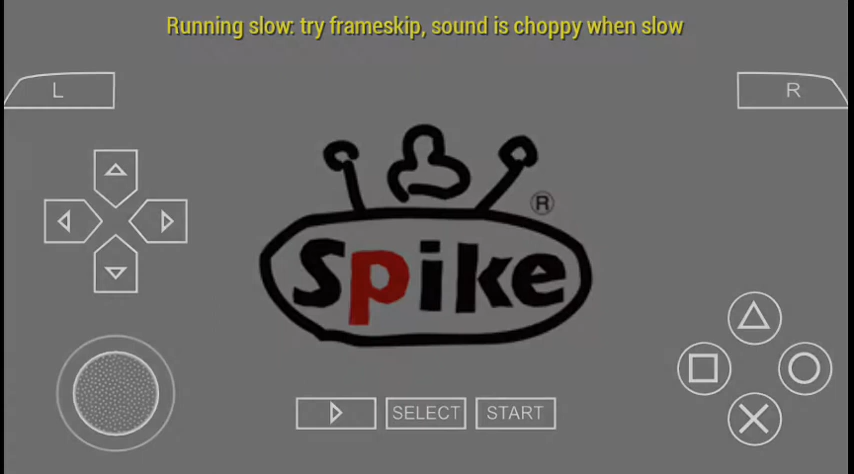 Running slow: try frameskip, sound is choppy when slow
L
R
®
Spike
SELECT
START